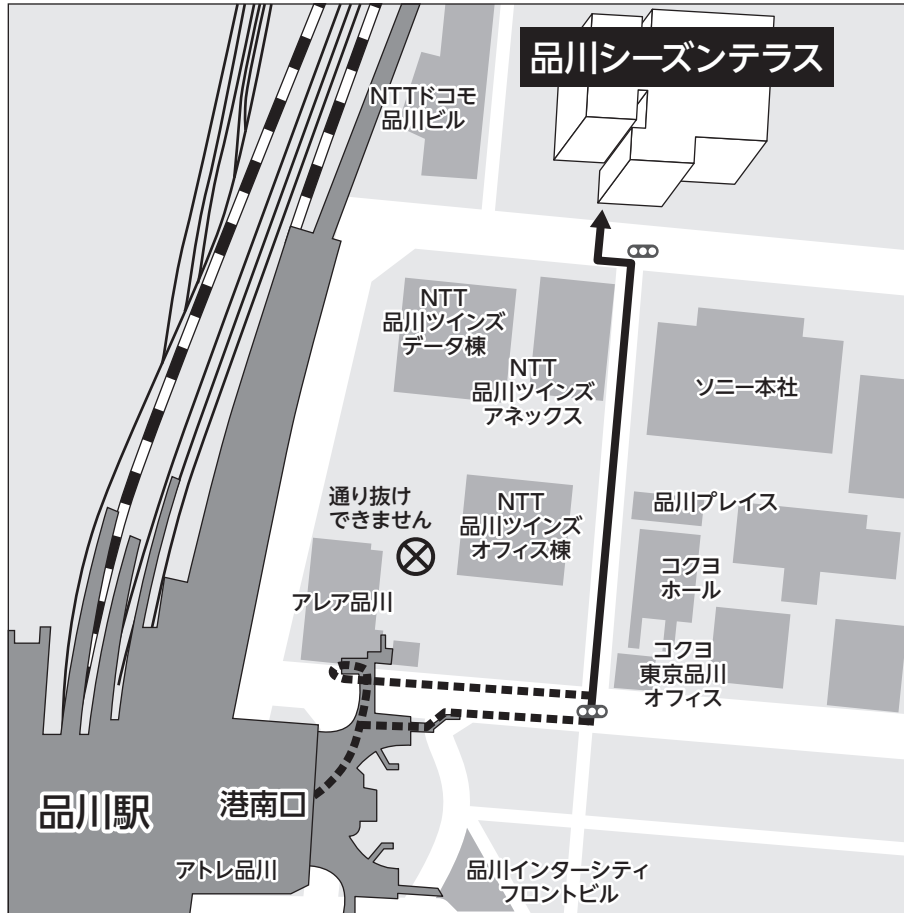 品川シーズンテラス
NTTドコモ
品川ビル
NTT
品川ツインズ
データ棟
NTT
品川ツインズ
アネックス
ソニー本社
通り抜け
できません
NTT
品川ツインズ
オフィス棟
品川プレイス
コクヨ
ホール
アレア品川
コクヨ
東京品川
オフィス
品川駅
港南口
アトレ品川
品川インターシティ
フロントビル